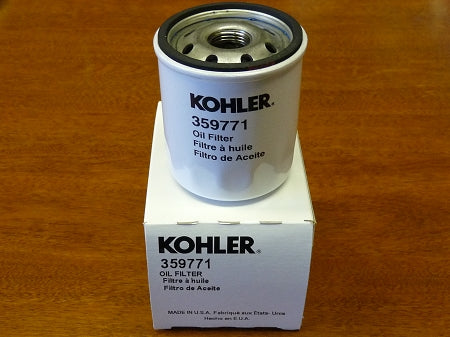 KOHLER®
359771
Oil Filter
Filtre à huile
Filtro de Aceite
KOHLER®
359771
OIL FILTER
Filtre à huile
Filtro de Aceite
MADE IN U.S.A. Fabriqué aux États- Unis
Hecho en E.U.A.